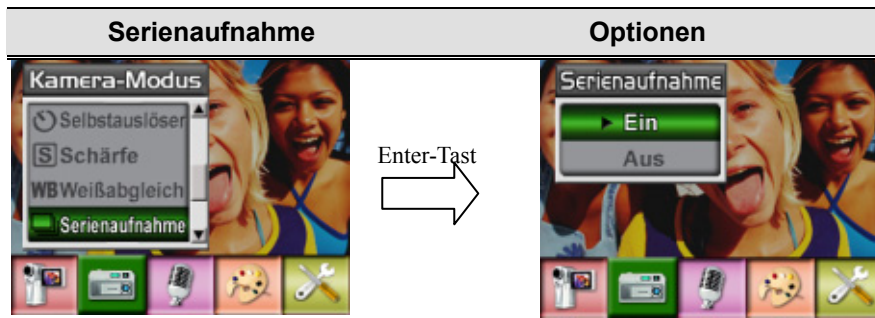 Serienaufnahme Optionen
Kamera-Modus
Selbstauslöser
S Schärfe
WB Weißabgleich
Serienaufnahme
Enter-Tast
Serienaufnahme
Ein
Aus